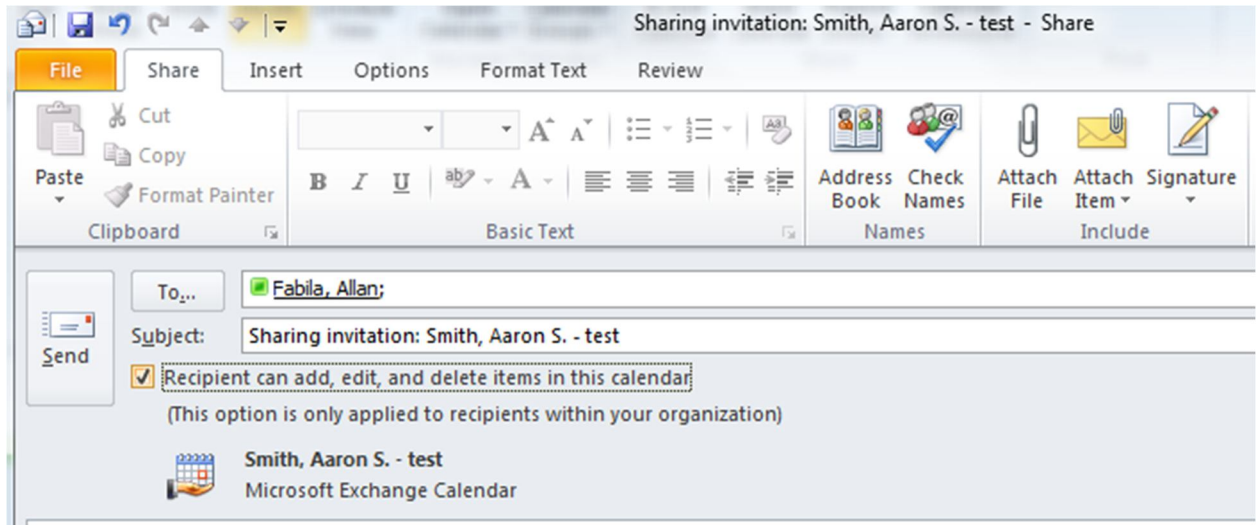 Sharing invitation: Smith, Aaron S. - test - Share
File Share Insert Options Format Text Review
Paste
Cut
Copy
Format Painter
Clipboard
B I U
Basic Text
Address Book
Check Names
Names
Attach File
Attach Item
Signature
Include
Send
To... Fabila, Allan;
Subject: Sharing invitation: Smith, Aaron S. - test
Recipient can add, edit, and delete items in this calendar
(This option is only applied to recipients within your organization)
Smith, Aaron S. - test
Microsoft Exchange Calendar